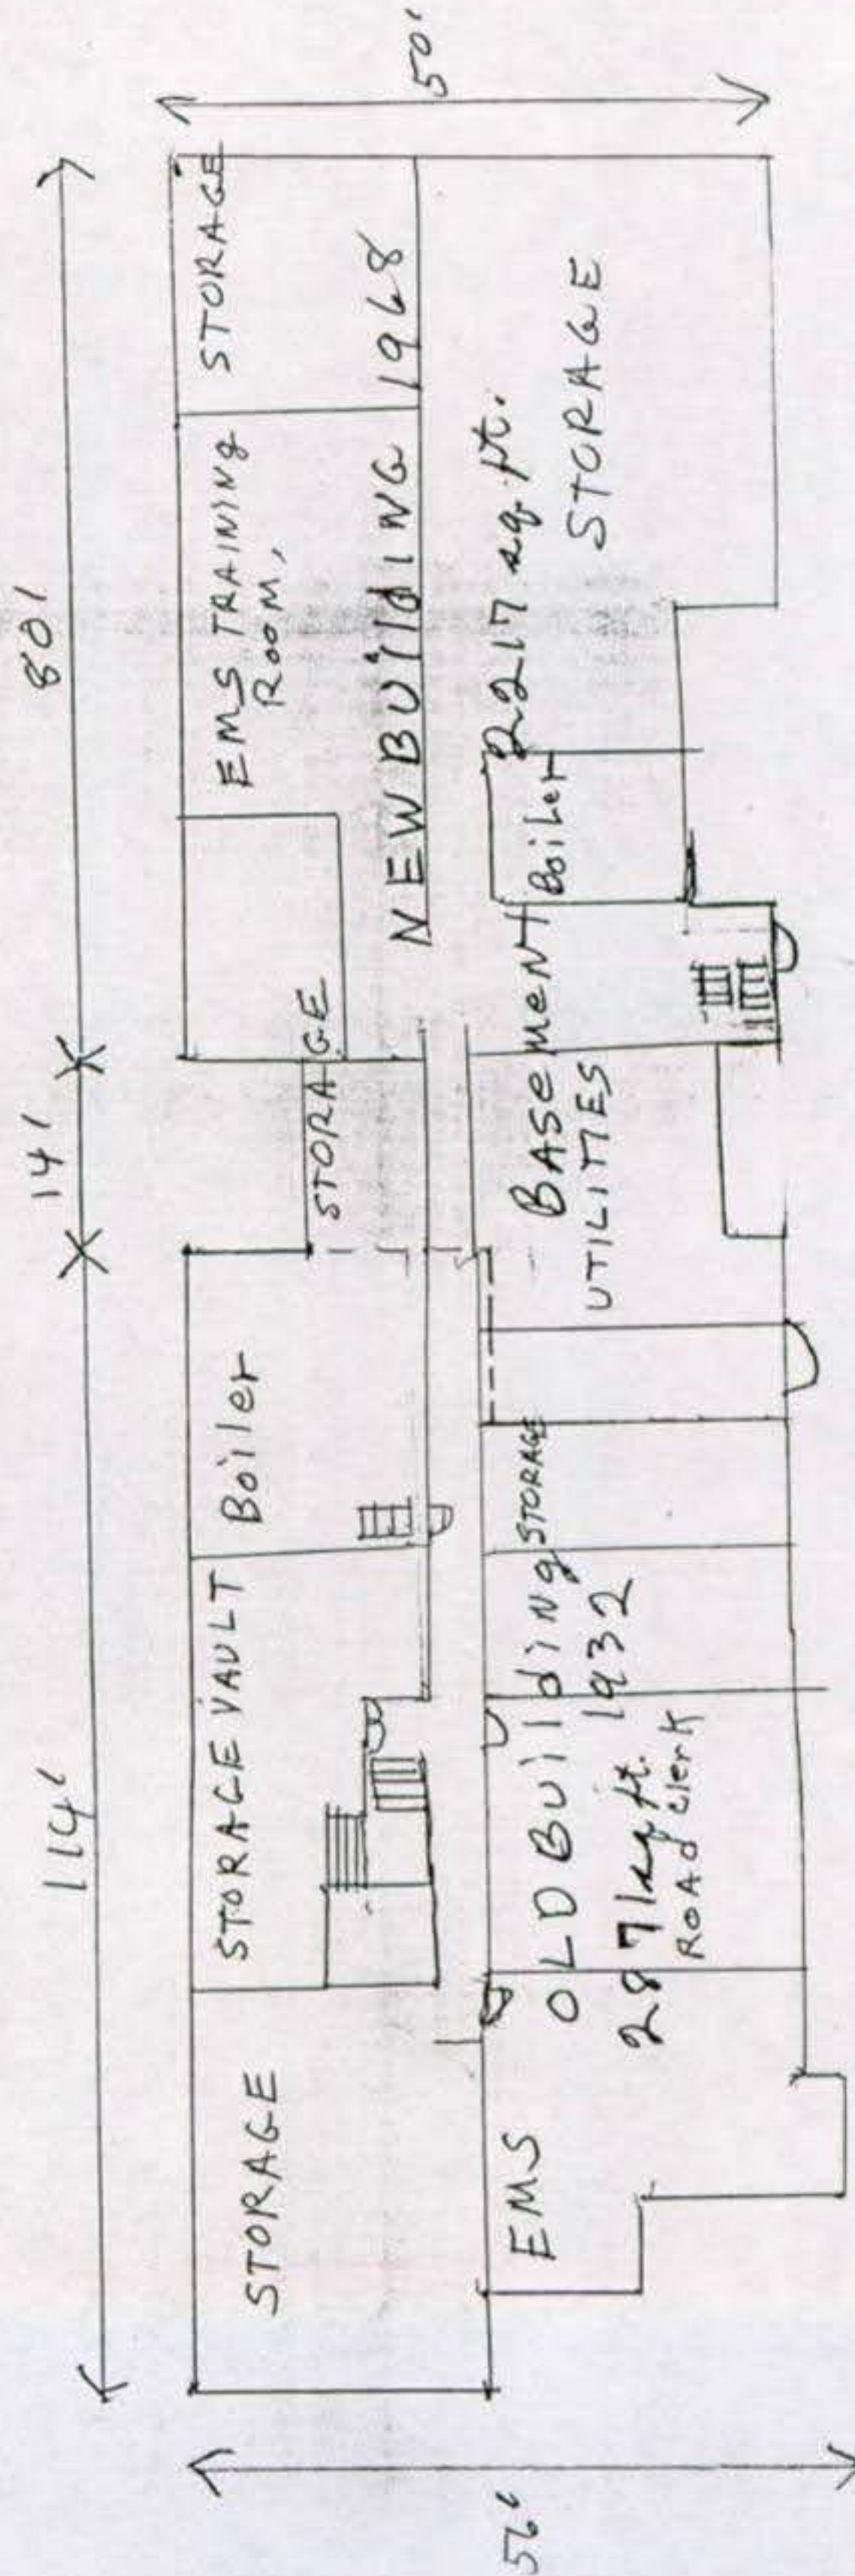 114'
14'
80'
STORAGE
STORAGE VAULT
Boiler
STORAGE
EMS TRAINING
ROOM,
STORAGE
50'
NEW BUilding 1968
56'
EMS
OLD BUilding 1932
2871 sq ft.
ROAD Clerk
STORAGE
BASEMENT
UTILITIES
Boiler
2217 sq. ft.
STORAGE